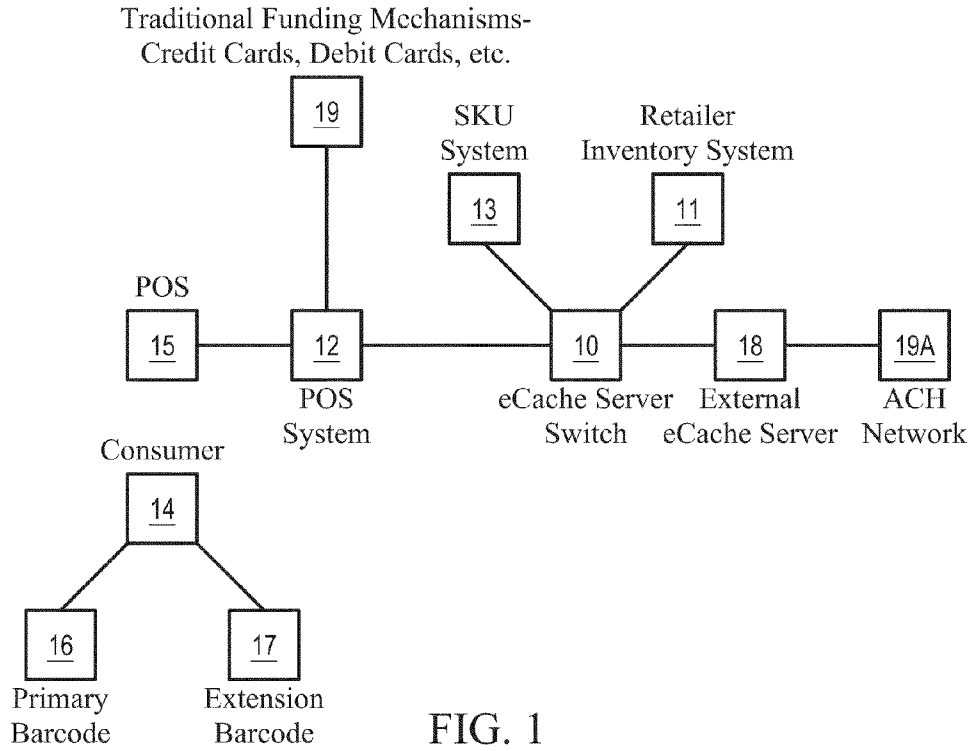 Traditional Funding Mechanisms-
Credit Cards, Debit Cards, etc.
19
SKU
System
13
Retailer
Inventory System
11
POS
15
12
POS
System
10
eCache Server
Switch
18
External
eCache Server
19A
ACH
Network
Consumer
14
16
Primary
Barcode
17
Extension
Barcode
FIG. 1